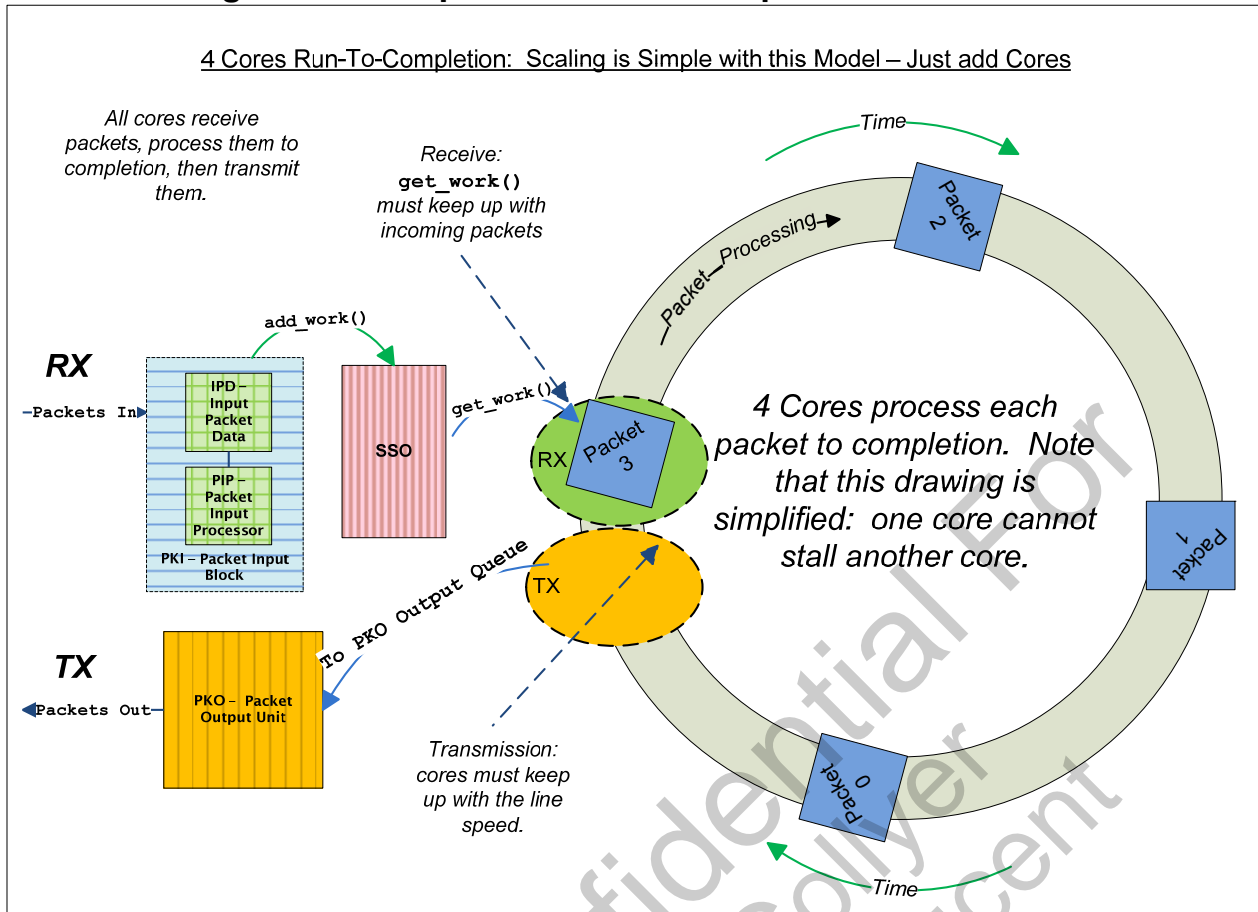 4 Cores Run-To-Completion: Scaling is Simple with this Model – Just add Cores
All cores receive
packets, process them to
completion, then transmit
them.
Receive:
get_work()
must keep up with
incoming packets
Time
Packet
2
Packet Processing
add_work()
RX
Packets In
IPD –
Input
Packet
Data
PIP –
Packet
Input
Processor
PKI – Packet Input
Block
SSO
get_work()
RX
Packet
3
4 Cores process each
packet to completion. Note
that this drawing is
simplified: one core cannot
stall another core.
Packet
1
TX
To PKO Output Queue
TX
Packets Out
PKO – Packet
Output Unit
Transmission:
cores must keep
up with the line
speed.
Packet
0
Time
For
Collyer